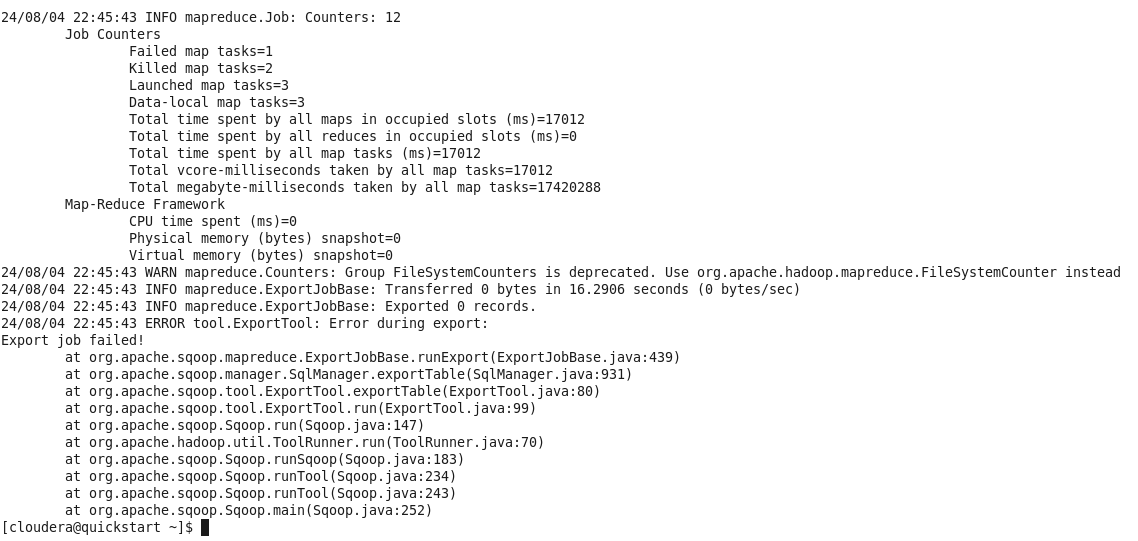 24/08/04 22:45:43 INFO mapreduce.Job: Counters: 12
Job Counters
Failed map tasks=1
Killed map tasks=2
Launched map tasks=3
Data-local map tasks=3
Total time spent by all maps in occupied slots (ms)=17012
Total time spent by all reduces in occupied slots (ms)=0
Total time spent by all map tasks (ms)=17012
Total vcore-milliseconds taken by all map tasks=17012
Total megabyte-milliseconds taken by all map tasks=17420288
Map-Reduce Framework
CPU time spent (ms)=0
Physical memory (bytes) snapshot=0
Virtual memory (bytes) snapshot=0
24/08/04 22:45:43 WARN mapreduce.Counters: Group FileSystemCounters is deprecated. Use org.apache.hadoop.mapreduce.FileSystemCounter instead
24/08/04 22:45:43 INFO mapreduce.ExportJobBase: Transferred 0 bytes in 16.2906 seconds (0 bytes/sec)
24/08/04 22:45:43 INFO mapreduce.ExportJobBase: Exported 0 records.
24/08/04 22:45:43 ERROR tool.ExportTool: Error during export:
Export job failed!
at org.apache.sqoop.mapreduce.ExportJobBase.runExport(ExportJobBase.java:439)
at org.apache.sqoop.manager.SqlManager.exportTable(SqlManager.java:931)
at org.apache.sqoop.tool.ExportTool.exportTable(ExportTool.java:80)
at org.apache.sqoop.tool.ExportTool.run(ExportTool.java:99)
at org.apache.sqoop.Sqoop.run(Sqoop.java:147)
at org.apache.hadoop.util.ToolRunner.run(ToolRunner.java:70)
at org.apache.sqoop.Sqoop.runSqoop(Sqoop.java:183)
at org.apache.sqoop.Sqoop.runTool(Sqoop.java:234)
at org.apache.sqoop.Sqoop.runTool(Sqoop.java:243)
at org.apache.sqoop.Sqoop.main(Sqoop.java:252)
[cloudera@quickstart ~]$